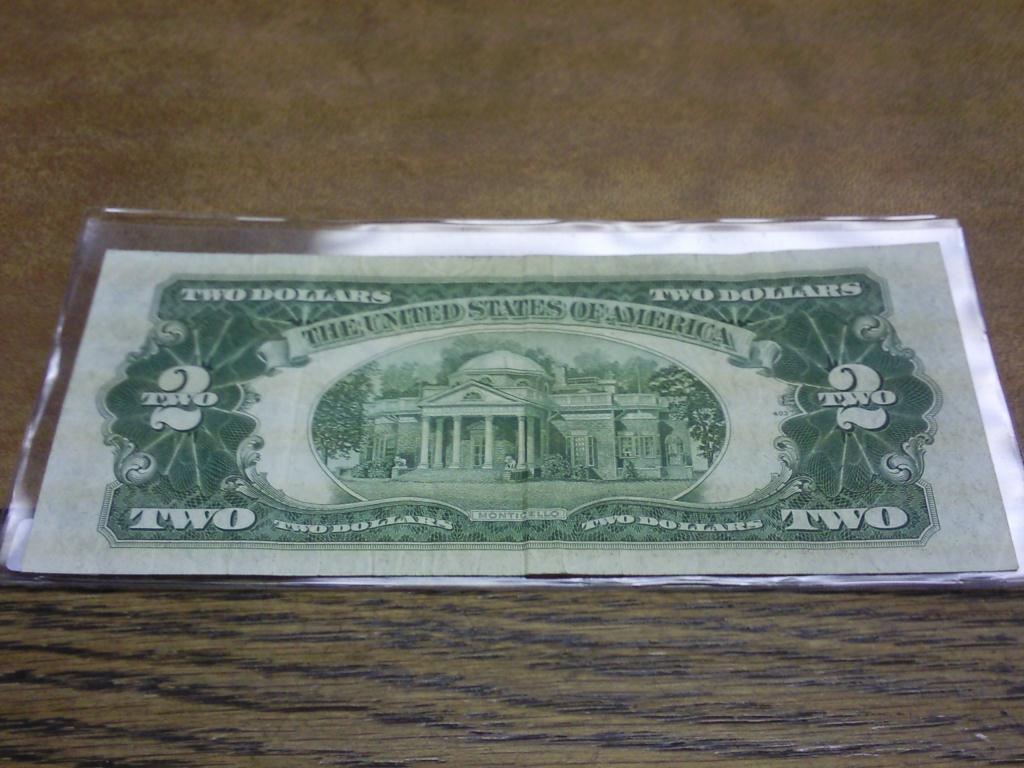 TWO DOLLARS TWO DOLLARS
THE UNITED STATES OF AMERICA
2 TWO 2 TWO
MONTICELLO
TWO TWO DOLLARS TWO DOLLARS TWO